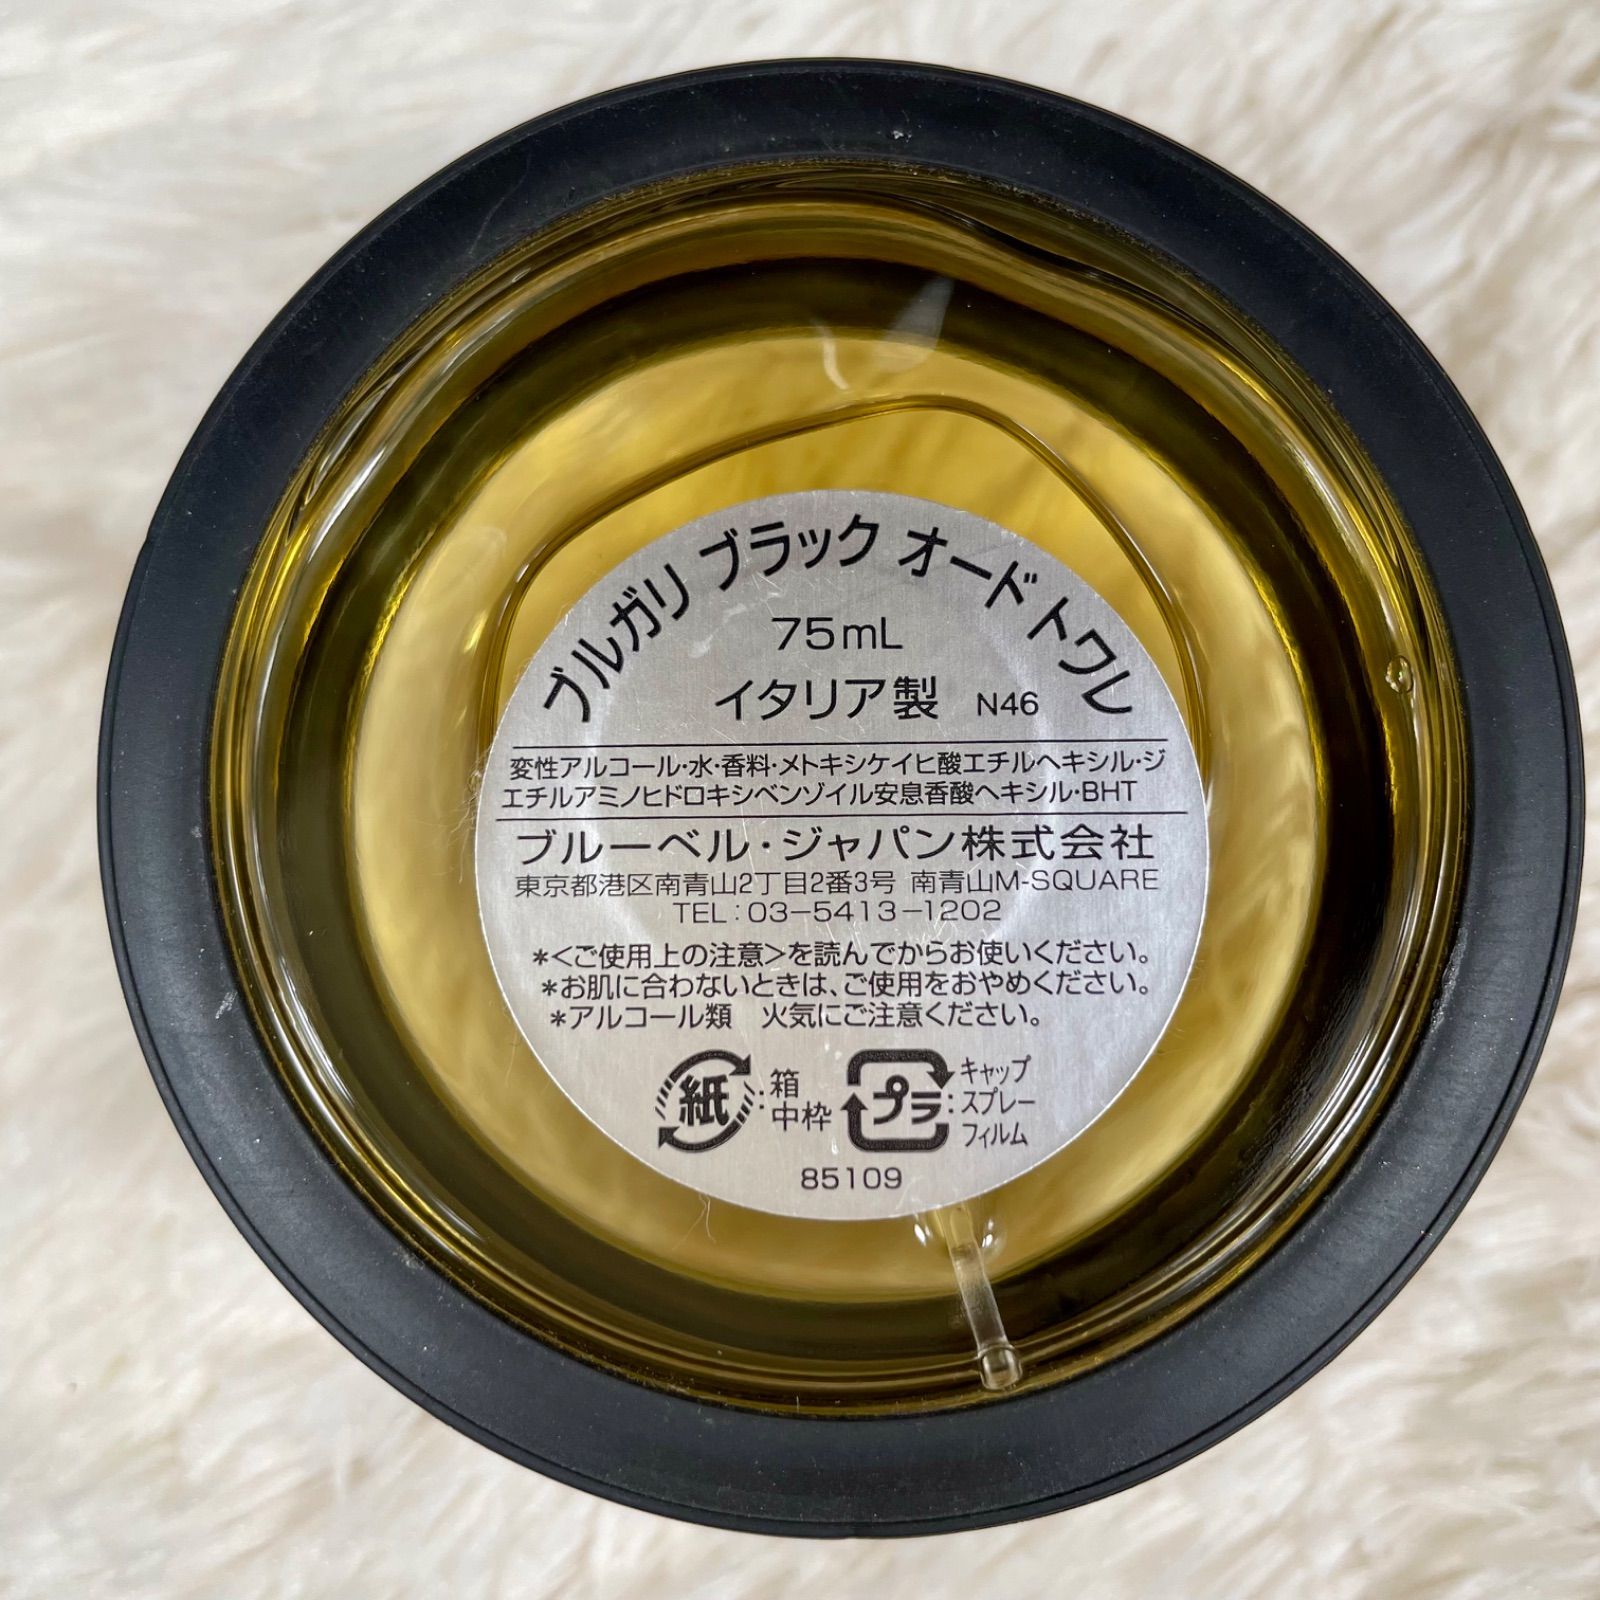 ブルガリ ブラック オードトワレ
75mL
イタリア製 N46
変性アルコール・水・香料・メトキシケイヒ酸エチルヘキシル・ジ
エチルアミノヒドロキシベンゾイル安息香酸ヘキシル・BHT
ブルーベル・ジャパン株式会社
東京都港区南青山2丁目2番3号 南青山M-SQUARE
TEL:03-5413-1202
*<ご使用上の注意>を読んでからお使いください。
*お肌に合わないときは、ご使用をおやめください。
*アルコール類 火気にご注意ください。
紙:箱
中枠
プラ:キャップ
スプレー
フィルム
85109